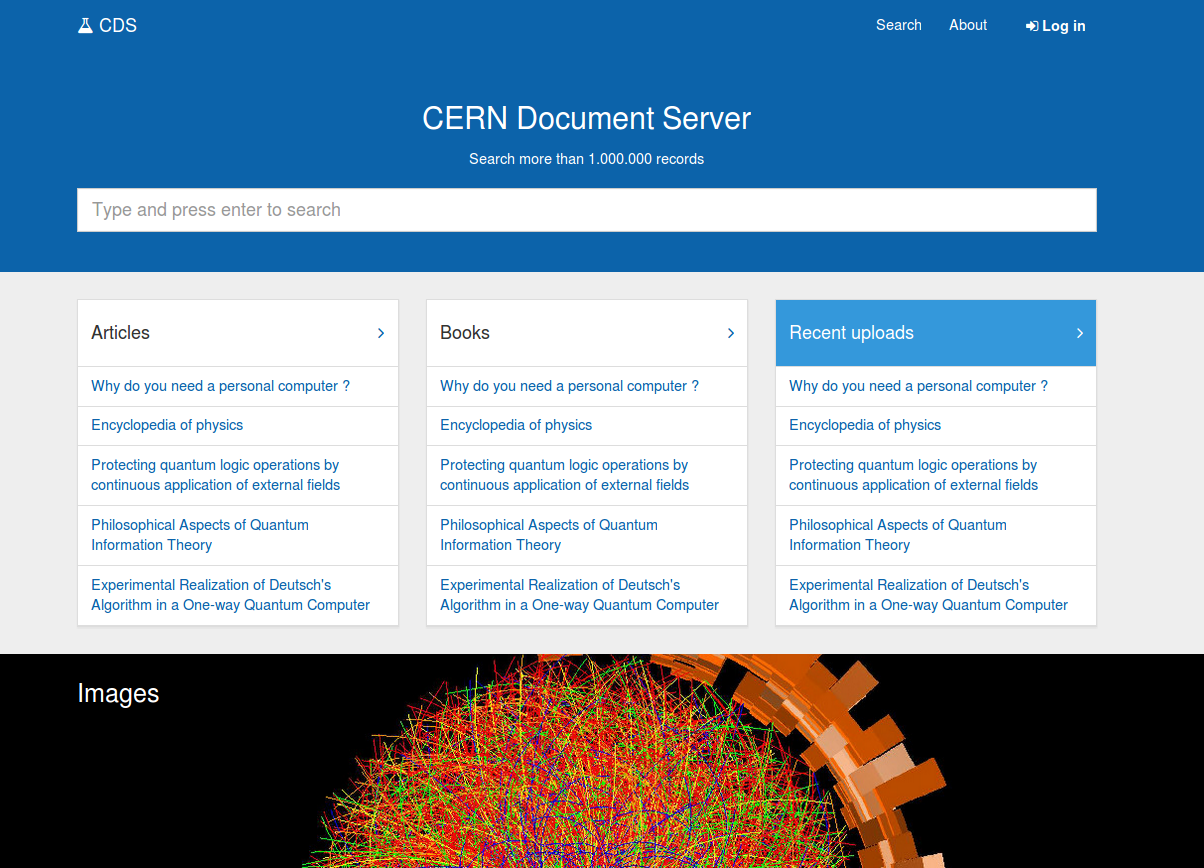 CDS
Search
About
Log in
CERN Document Server
Search more than 1.000.000 records
Type and press enter to search
Articles
Why do you need a personal computer ?
Encyclopedia of physics
Protecting quantum logic operations by
continuous application of external fields
Philosophical Aspects of Quantum
Information Theory
Experimental Realization of Deutsch's
Algorithm in a One-way Quantum Computer
Books
Why do you need a personal computer ?
Encyclopedia of physics
Protecting quantum logic operations by
continuous application of external fields
Philosophical Aspects of Quantum
Information Theory
Experimental Realization of Deutsch's
Algorithm in a One-way Quantum Computer
Recent uploads
Why do you need a personal computer ?
Encyclopedia of physics
Protecting quantum logic operations by
continuous application of external fields
Philosophical Aspects of Quantum
Information Theory
Experimental Realization of Deutsch's
Algorithm in a One-way Quantum Computer
Images